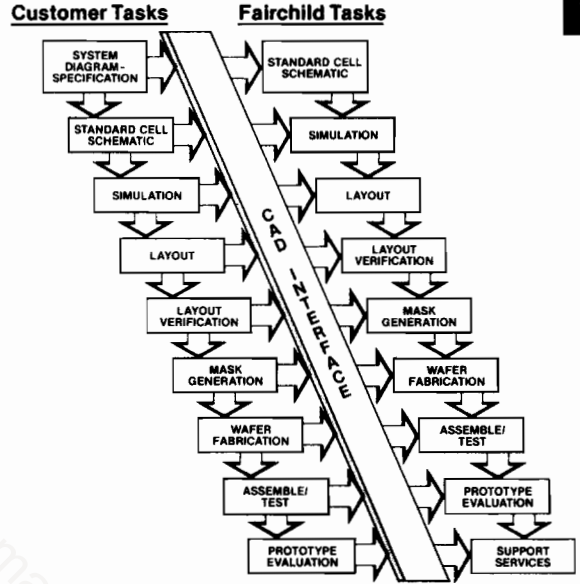 Customer Tasks
Fairchild Tasks
SYSTEM
DIAGRAM-
SPECIFICATION
STANDARD CELL
SCHEMATIC
SIMULATION
LAYOUT
LAYOUT
VERIFICATION
MASK
GENERATION
WAFER
FABRICATION
ASSEMBLE/
TEST
PROTOTYPE
EVALUATION
CAD INTERFACE
STANDARD CELL
SCHEMATIC
SIMULATION
LAYOUT
LAYOUT
VERIFICATION
MASK
GENERATION
WAFER
FABRICATION
ASSEMBLE/
TEST
PROTOTYPE
EVALUATION
SUPPORT
SERVICES